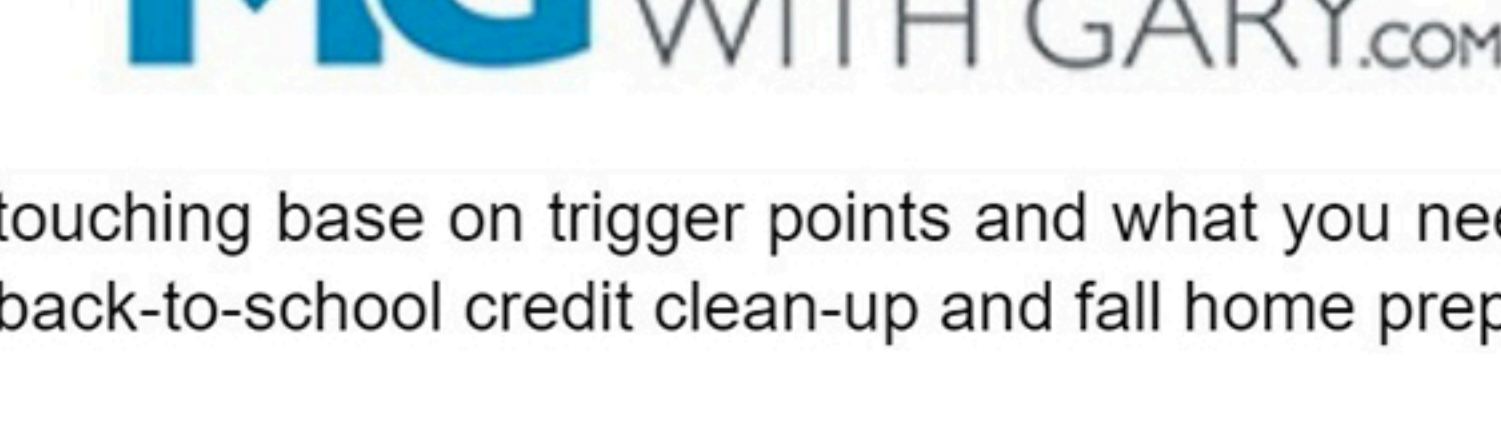 MG WITH GARY.COM
touching base on trigger points and what you
back-to-school credit clean-up and fall home